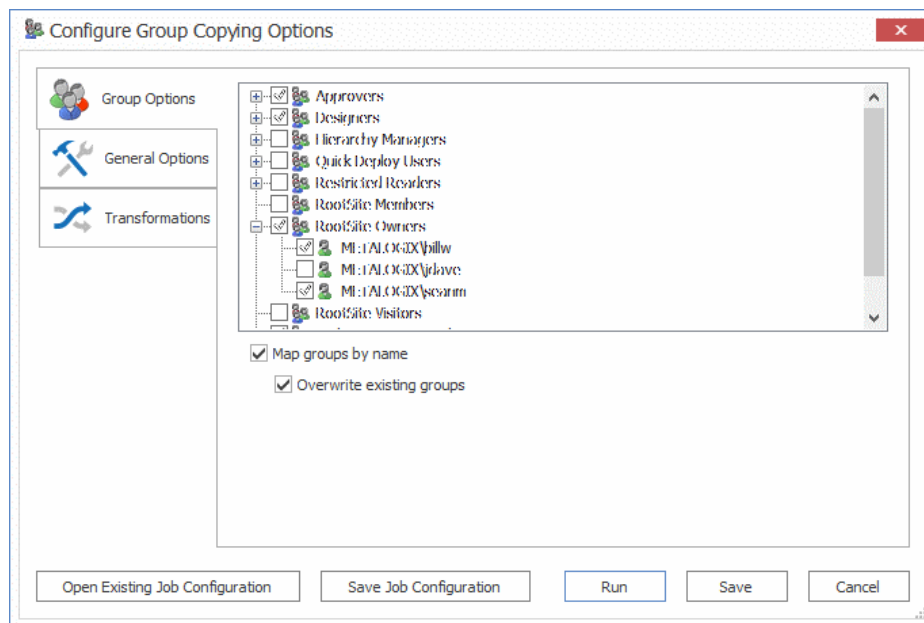 Configure Group Copying Options
Group Options
General Options
Transformations
Approvers
Designers
Hierarchy Managers
Quick Deploy Users
Restricted Readers
RootSite Members
RootSite Owners
METALOGIX\billw
METALOGIX\jdave
METALOGIX\seanm
RootSite Visitors
Map groups by name
Overwrite existing groups
Open Existing Job Configuration
Save Job Configuration
Run
Save
Cancel